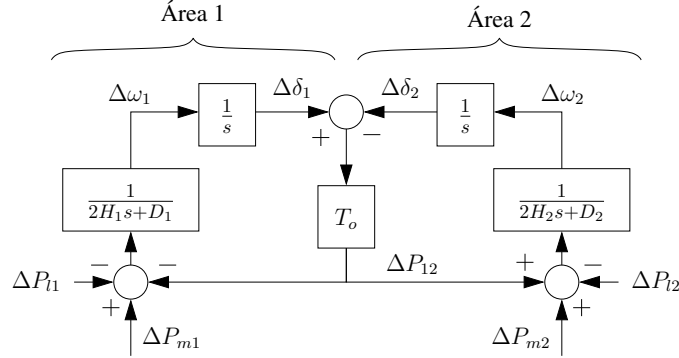 Área 1
Área 2
Δω₁
1/s
Δδ₁
Δδ₂
1/s
Δω₂
+
−
1/(2H₁s+D₁)
Tₒ
1/(2H₂s+D₂)
−
−
+
−
ΔPₗ₁
ΔP₁₂
ΔPₗ₂
+
+
ΔPₘ₁
ΔPₘ₂